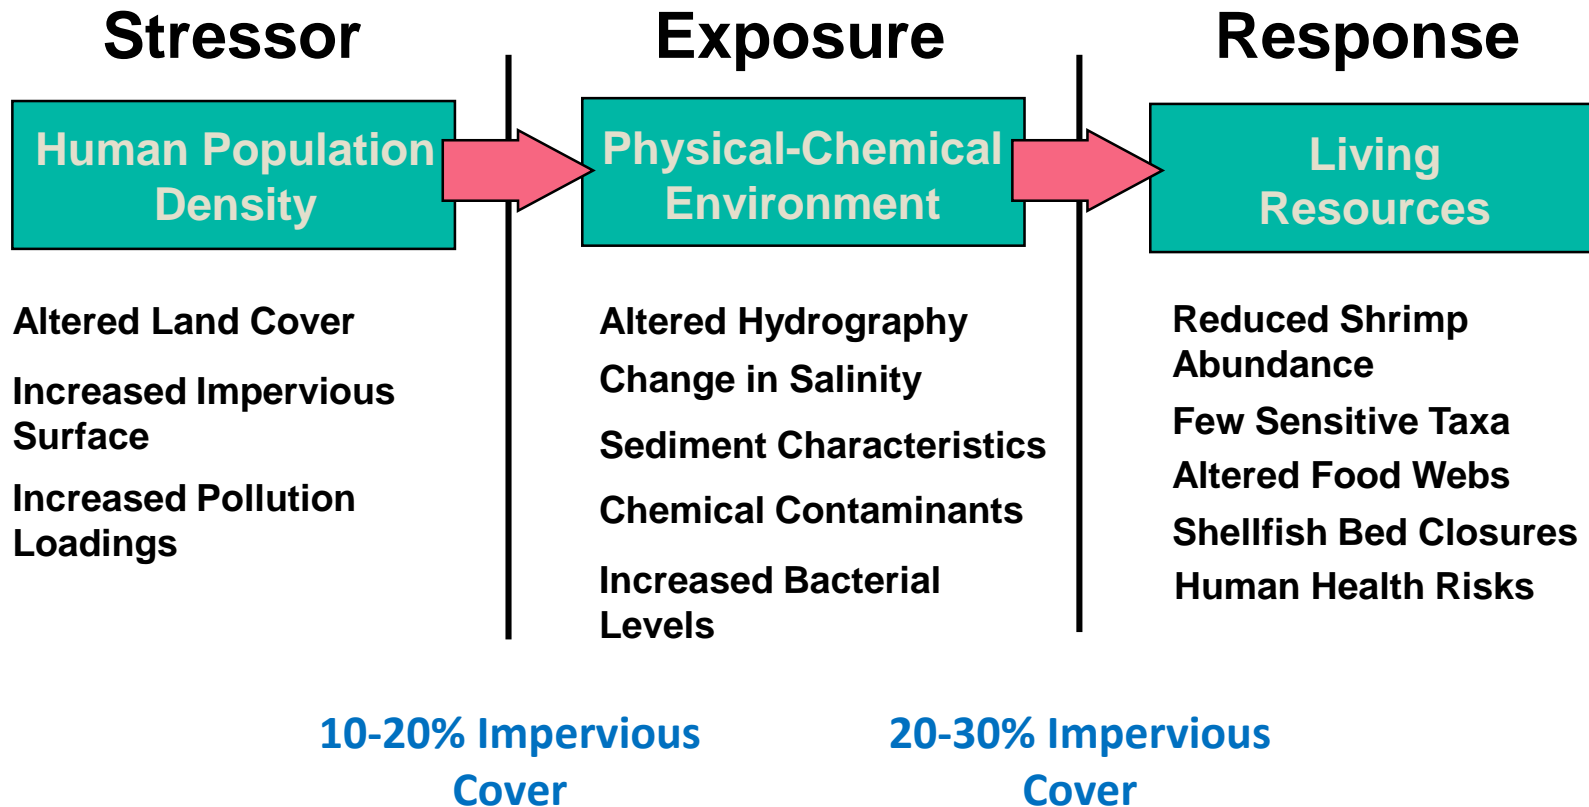 Stressor
Human Population
Density
Altered Land Cover
Increased Impervious
Surface
Increased Pollution
Loadings
Exposure
Physical-Chemical
Environment
Altered Hydrography
Change in Salinity
Sediment Characteristics
Chemical Contaminants
Increased Bacterial
Levels
Response
Living
Resources
Reduced Shrimp
Abundance
Few Sensitive Taxa
Altered Food Webs
Shellfish Bed Closures
Human Health Risks
10-20% Impervious
Cover
20-30% Impervious
Cover